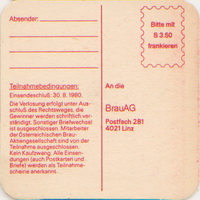 Absender:
Bitte mit
S 3.50
frankieren
Teilnahmebedingungen:
Einsendeschluß: 30. 8. 1980.
Die Verlosung erfolgt unter Aus-
schluß des Rechtsweges, die
Gewinner werden schriftlich ver-
ständigt. Sonstiger Briefwechsel
ist ausgeschlossen. Mitarbeiter
der Österreichischen Brau-
Aktiengesellschaft sind von der
Teilnahme ausgeschlossen.
Kein Kaufzwang. Alle Einsen-
dungen (auch Postkarten und
Briefe) werden als Teilnahme-
scheine anerkannt.
An die
BrauAG
Postfach 281
4021 Linz